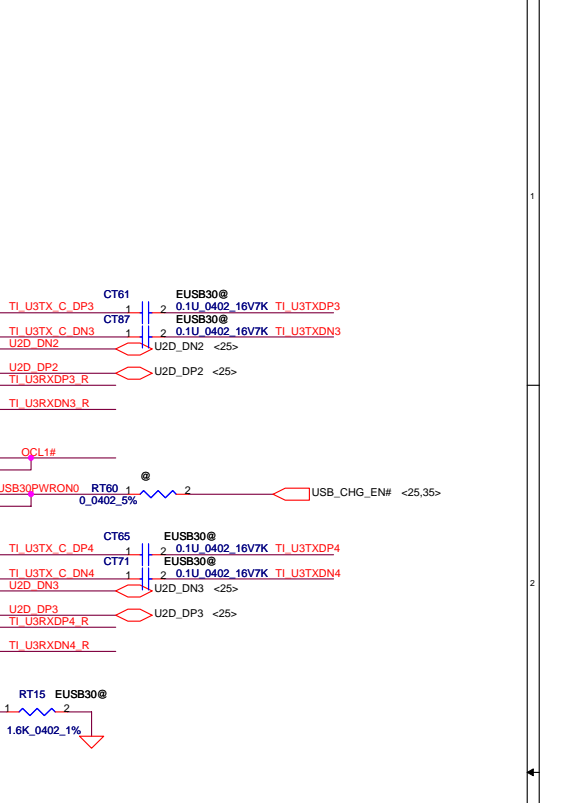 1
CT61 EUSB30@
TI_U3TX_C_DP3 1 2 0.1U_0402_16V7K TI_U3TXDP3
CT87 EUSB30@
TI_U3TX_C_DN3 1 2 0.1U_0402_16V7K TI_U3TXDN3
U2D_DN2 U2D_DN2 <25>
U2D_DP2 U2D_DP2 <25>
TI_U3RXDP3_R
TI_U3RXDN3_R
OCL1#
@
USB30PWRON0 RT60 1 2 USB_CHG_EN# <25,35>
0_0402_5%
CT65 EUSB30@
TI_U3TX_C_DP4 1 2 0.1U_0402_16V7K TI_U3TXDP4
CT71 EUSB30@
TI_U3TX_C_DN4 1 2 0.1U_0402_16V7K TI_U3TXDN4
U2D_DN3 U2D_DN3 <25>
2
U2D_DP3 U2D_DP3 <25>
TI_U3RXDP4_R
TI_U3RXDN4_R
RT15 EUSB30@
1 2
1.6K_0402_1%